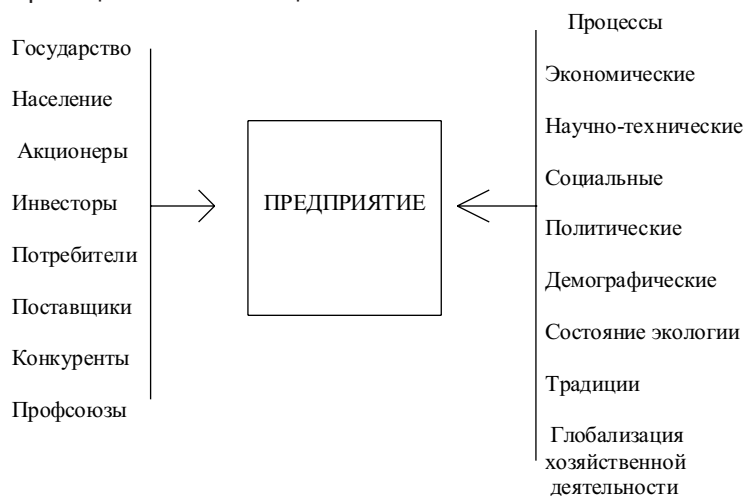 Государство
Население
Акционеры
Инвесторы
Потребители
Поставщики
Конкуренты
Профсоюзы
ПРЕДПРИЯТИЕ
Процессы
Экономические
Научно-технические
Социальные
Политические
Демографические
Состояние экологии
Традиции
Глобализация
хозяйственной
деятельности